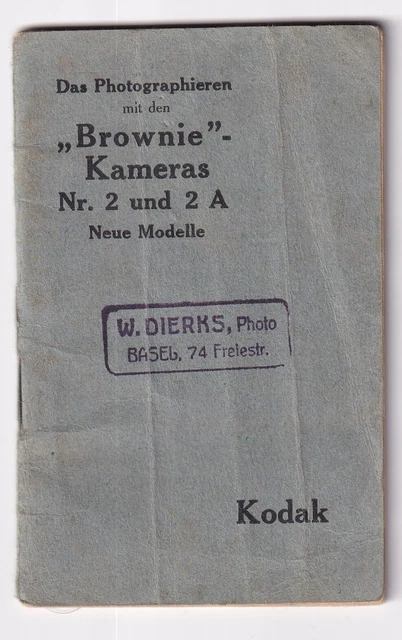 Das Photographieren
mit den
„Brownie”-
Kameras
Nr. 2 und 2 A
Neue Modelle
W. DIERKS, Photo
BASEL, 74 Freiestr.
Kodak